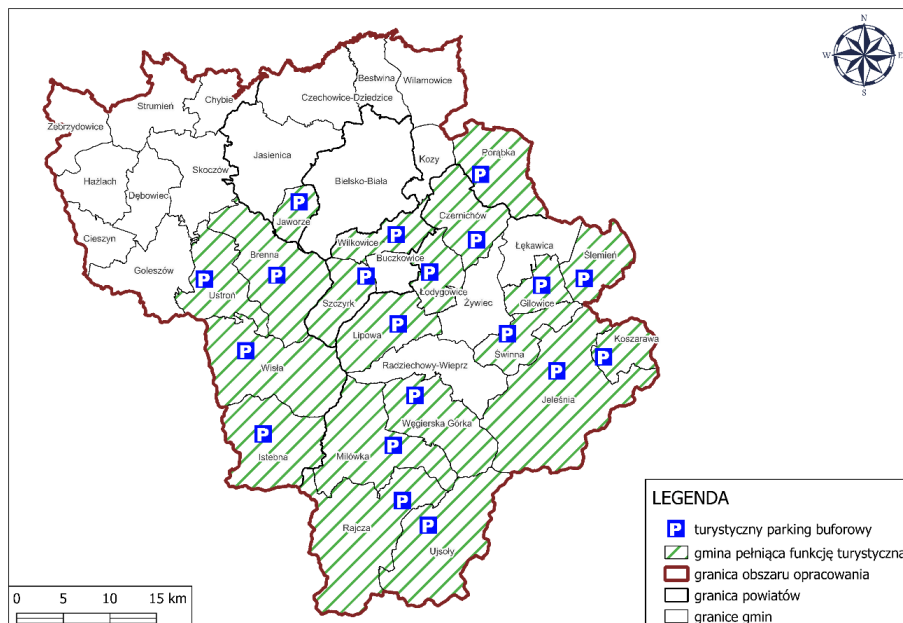 N
W
E
S
Bestwina
Wilamowice
Czechowice-Dziedzice
Chybie
Strumień
Zebrzydowice
Kozy
Porąbka
Jasienica
Skoczów
Bielsko-Biała
Hażlach
Dębowiec
Czernichów
Jaworze
P
P
Cieszyn
Wilkowice
P
P
Łękawica
Goleszów
Brenna
Buczkowice
Ślemień
P
P
P
P
P
P
Ustroń
Szczyrk
Łodygowice
Żywiec
Gilowice
P
P
Lipowa
Świnna
Koszarawa
P
P
P
Wisła
Radziechowy-Wieprz
Jeleśnia
P
Węgierska Górka
P
P
Istebna
Milówka
P
P
Rajcza
Ujsoły
LEGENDA
P turystyczny parking buforowy
gmina pełniąca funkcję turystyczną
granica obszaru opracowania
granica powiatów
granice gmin
0 5 10 15 km